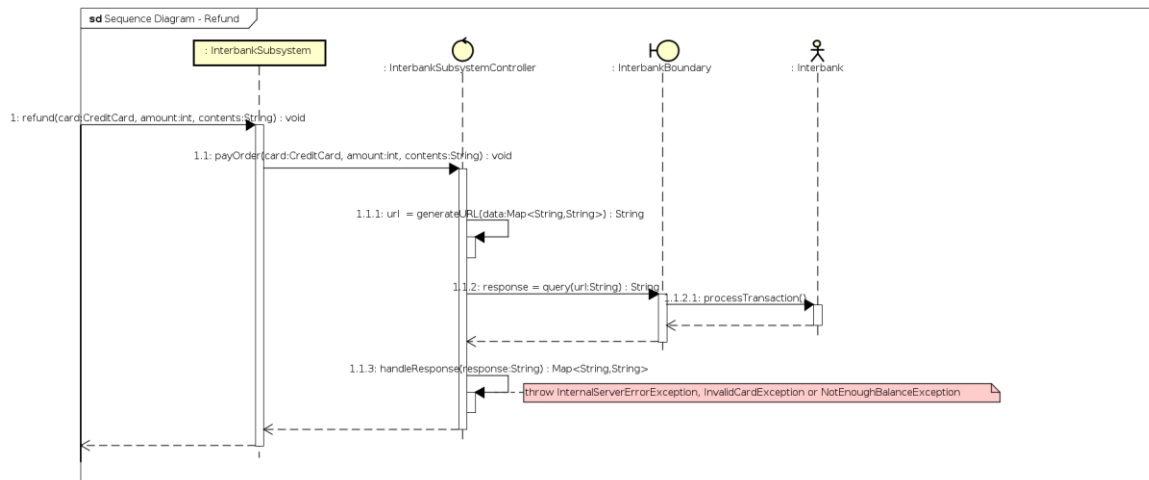 sd Sequence Diagram - Refund
: InterbankSubsystem
: InterbankSubsystemController
: InterbankBoundary
: Interbank
1: refund(card:CreditCard, amount:int, contents:String) : void
1.1: payOrder(card:CreditCard, amount:int, contents:String) : void
1.1.1: url = generateURL(data:Map<String,String>) : String
1.1.2: response = query(url:String) : String
1.1.2.1: processTransaction()
1.1.3: handleResponse(response:String) : Map<String,String>
throw InternalServerErrorException, InvalidCardException or NotEnoughBalanceException